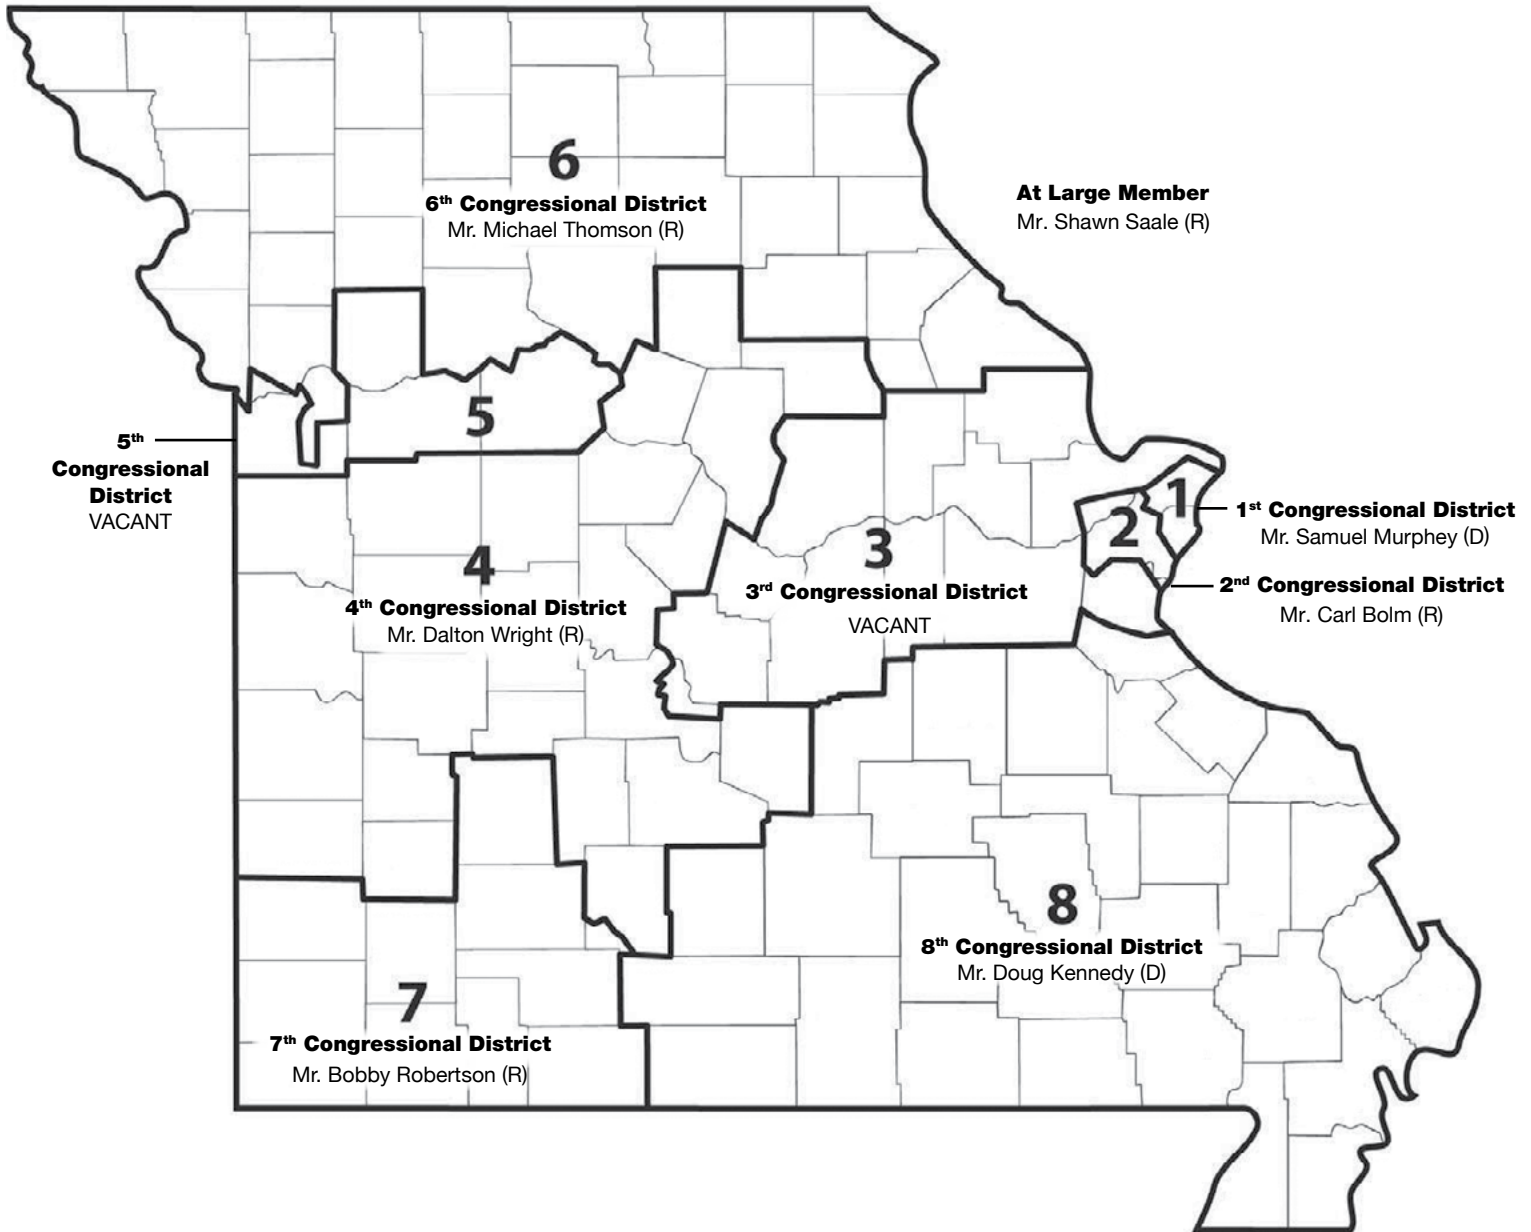 6
6th Congressional District
Mr. Michael Thomson (R)
At Large Member
Mr. Shawn Saale (R)
5
5th
Congressional
District
VACANT
1
1st Congressional District
Mr. Samuel Murphey (D)
2
2nd Congressional District
Mr. Carl Bolm (R)
3
3rd Congressional District
VACANT
4
4th Congressional District
Mr. Dalton Wright (R)
8
8th Congressional District
Mr. Doug Kennedy (D)
7
7th Congressional District
Mr. Bobby Robertson (R)